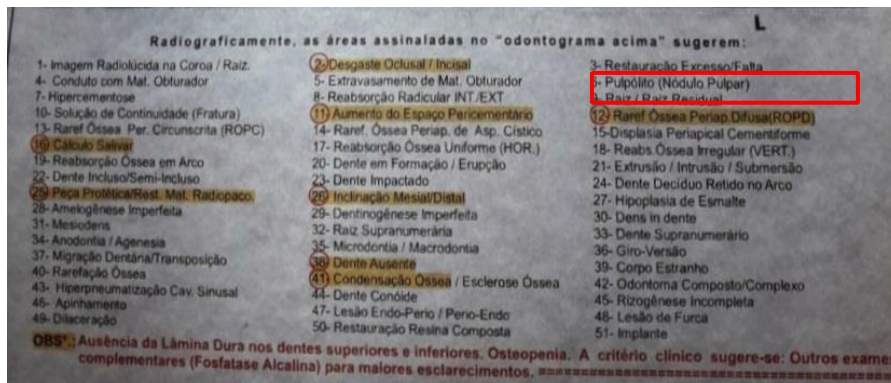 L
Radiograficamente, as áreas assinaladas no "odontograma acima" sugerem:
1- Imagem Radiolúcida na Coroa / Raiz. 2- Desgaste Oclusal / Incisal 3- Restauração Excesso/Falta
4- Conduto com Mat. Obturador 5- Extravasamento de Mat. Obturador 6- Pulpólito (Nódulo Pulpar)
7- Hipercementose 8- Reabsorção Radicular INT./EXT 9- Raiz / Raiz Residual
10- Solução de Continuidade (Fratura) 11 Aumento do Espaço Pericementário 12- Raref Óssea Periap.Difusa(ROPD)
13- Raref Óssea Per. Circunscrita (ROPC) 14- Raref. Óssea Periap. de Asp. Cístico 15-Displasia Periapical Cementiforme
16 Cálculo Salivar 17- Reabsorção Óssea Uniforme (HOR.) 18- Reabs.Óssea Irregular (VERT.)
19- Reabsorção Óssea em Arco 20- Dente em Formação / Erupção 21- Extrusão / Intrusão / Submersão
22- Dente Incluso/Semi-Incluso 23- Dente Impactado 24- Dente Decíduo Retido no Arco
25 Peça Protética/Rest. Mat. Radiopaco. 26- Inclinação Mesial/Distal 27- Hipoplasia de Esmalte
28- Amelogênese Imperfeita 29- Dentinogênese Imperfeita 30- Dens in dente
31- Mesiodens 32- Raiz Supranumerária 33- Dente Supranumerário
34- Anodontia / Agenesia 35- Microdontia / Macrodontia 36- Giro-Versão
37- Migração Dentária/Transposição 38 Dente Ausente 39- Corpo Estranho
40- Rarefação Óssea 41 Condensação Óssea / Esclerose Óssea 42- Odontoma Composto/Complexo
43- Hiperpneumatização Cav. Sinusal 44- Dente Conóide 45- Rizogênese Incompleta
46- Apinhamento 47- Lesão Endo-Perio / Perio-Endo 48- Lesão de Furca
49- Dilaceração 50- Restauração Resina Composta 51- Implante
OBS°.: Ausência da Lâmina Dura nos dentes superiores e inferiores. Osteopenia. A critério clínico sugere-se: Outros exame
complementares (Fosfatase Alcalina) para maiores esclarecimentos.